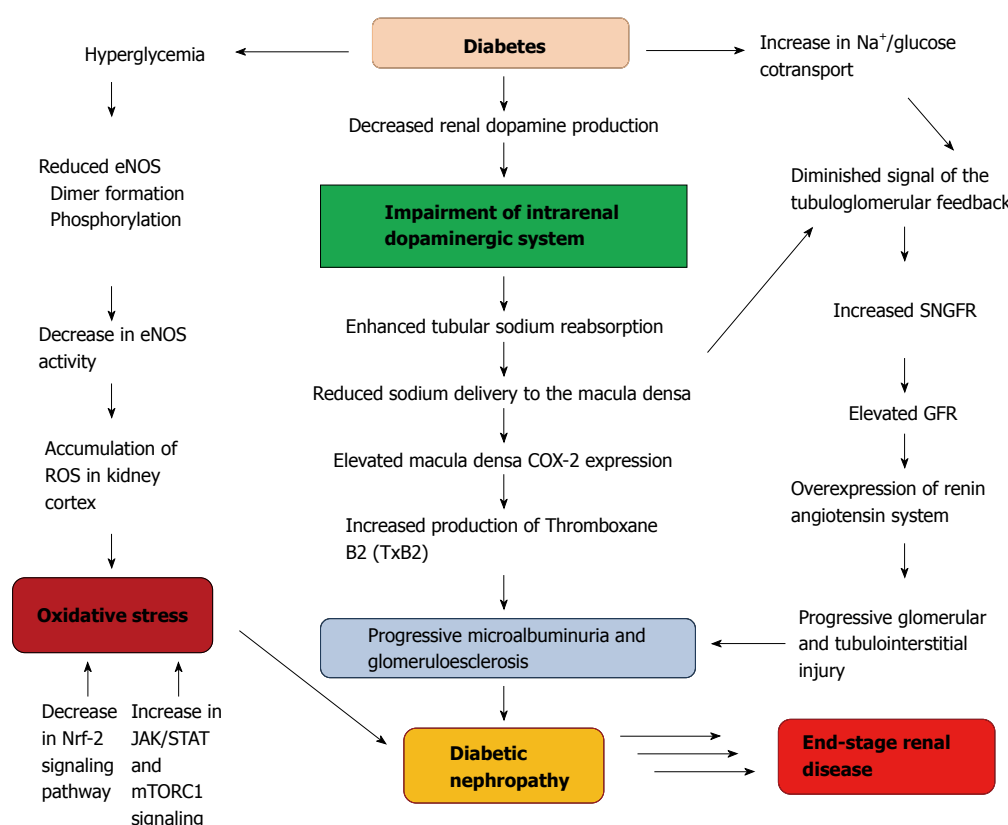 Diabetes
Hyperglycemia
Increase in Na⁺/glucose
cotransport
Decreased renal dopamine production
Reduced eNOS
Dimer formation
Phosphorylation
Diminished signal of the
tubuloglomerular feedback
Impairment of intrarenal
dopaminergic system
Increased SNGFR
Enhanced tubular sodium reabsorption
Decrease in eNOS
activity
Reduced sodium delivery to the macula densa
Elevated GFR
Accumulation of
ROS in kidney
cortex
Elevated macula densa COX-2 expression
Overexpression of renin
angiotensin system
Increased production of Thromboxane
B2 (TxB2)
Oxidative stress
Progressive microalbuminuria and
glomeruloesclerosis
Progressive glomerular
and tubulointerstitial
injury
Decrease
in Nrf-2
signaling
pathway
Increase in
JAK/STAT
and
mTORC1
signaling
Diabetic
nephropathy
End-stage renal
disease